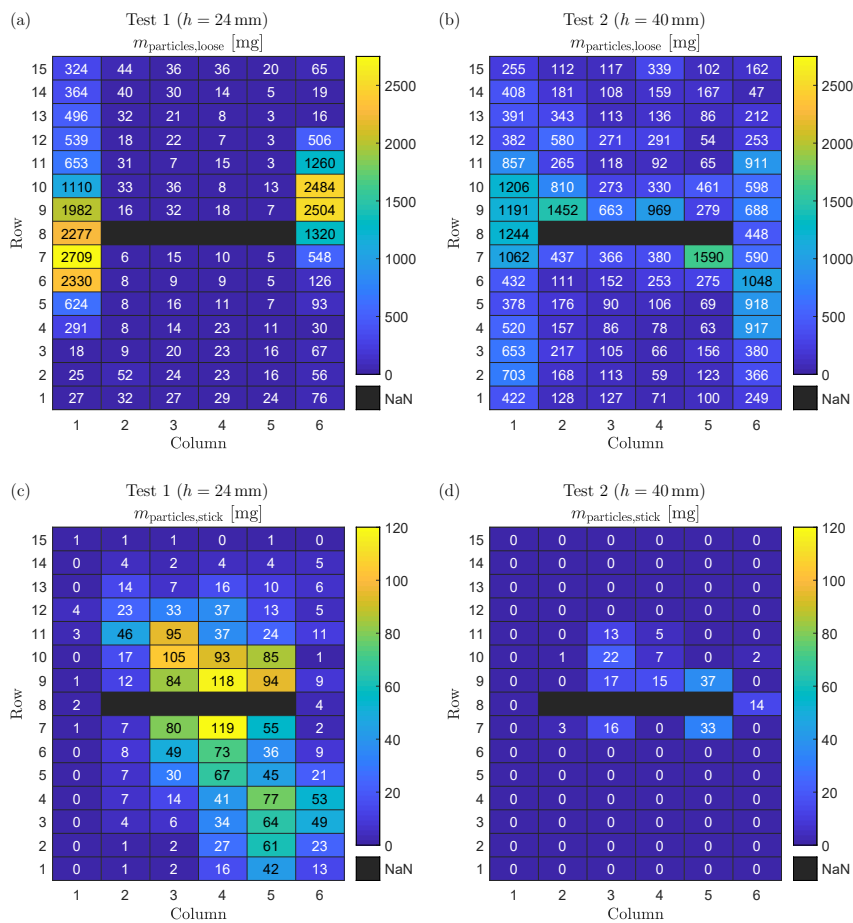 (a) Test 1 (h = 24 mm)
m_particles,loose [mg]
15 324 44 36 36 20 65
14 364 40 30 14 5 19
13 496 32 21 8 3 16
12 539 18 22 7 3 506
11 653 31 7 15 3 1260
10 1110 33 36 8 13 2484
9 1982 16 32 18 7 2504
8 2277 1320
7 2709 6 15 10 5 548
6 2330 8 9 9 5 126
5 624 8 16 11 7 93
4 291 8 14 23 11 30
3 18 9 20 23 16 67
2 25 52 24 23 16 56
1 27 32 27 29 24 76
1 2 3 4 5 6
Column
Row
2500
2000
1500
1000
500
0
NaN
(b) Test 2 (h = 40 mm)
m_particles,loose [mg]
15 255 112 117 339 102 162
14 408 181 108 159 167 47
13 391 343 113 136 86 212
12 382 580 271 291 54 253
11 857 265 118 92 65 911
10 1206 810 273 330 461 598
9 1191 1452 663 969 279 688
8 1244 448
7 1062 437 366 380 1590 590
6 432 111 152 253 275 1048
5 378 176 90 106 69 918
4 520 157 86 78 63 917
3 653 217 105 66 156 380
2 703 168 113 59 123 366
1 422 128 127 71 100 249
1 2 3 4 5 6
Column
Row
2500
2000
1500
1000
500
0
NaN
(c) Test 1 (h = 24 mm)
m_particles,stick [mg]
15 1 1 1 0 1 0
14 0 4 2 4 4 5
13 0 14 7 16 10 6
12 4 23 33 37 13 5
11 3 46 95 37 24 11
10 0 17 105 93 85 1
9 1 12 84 118 94 9
8 2 4
7 1 7 80 119 55 2
6 0 8 49 73 36 9
5 0 7 30 67 45 21
4 0 7 14 41 77 53
3 0 4 6 34 64 49
2 0 1 2 27 61 23
1 0 1 2 16 42 13
1 2 3 4 5 6
Column
Row
120
100
80
60
40
20
0
NaN
(d) Test 2 (h = 40 mm)
m_particles,stick [mg]
15 0 0 0 0 0 0
14 0 0 0 0 0 0
13 0 0 0 0 0 0
12 0 0 0 0 0 0
11 0 0 13 5 0 0
10 0 1 22 7 0 2
9 0 0 17 15 37 0
8 0 14
7 0 3 16 0 33 0
6 0 0 0 0 0 0
5 0 0 0 0 0 0
4 0 0 0 0 0 0
3 0 0 0 0 0 0
2 0 0 0 0 0 0
1 0 0 0 0 0 0
1 2 3 4 5 6
Column
Row
120
100
80
60
40
20
0
NaN